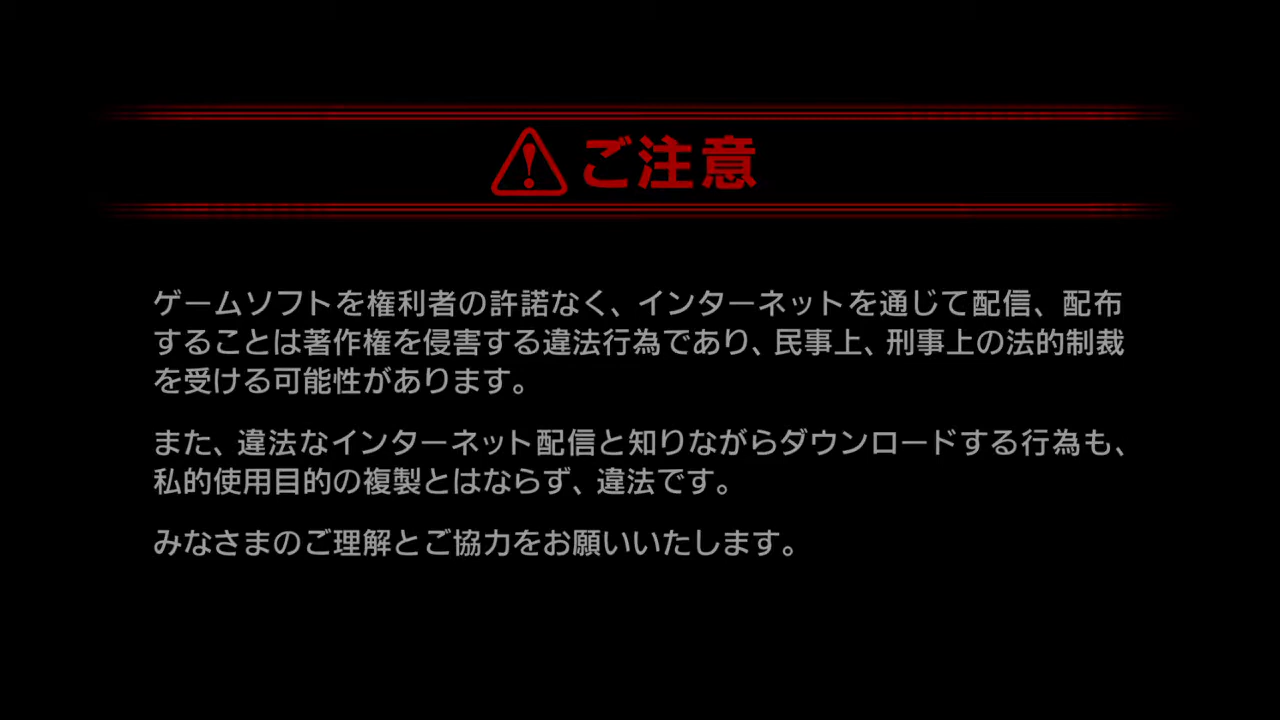 ご注意
ゲームソフトを権利者の許諾なく、インターネットを通じて配信、配布
することは著作権を侵害する違法行為であり、民事上、刑事上の法的制裁
を受ける可能性があります。
また、違法なインターネット配信と知りながらダウンロードする行為も、
私的使用目的の複製とはならず、違法です。
みなさまのご理解とご協力をお願いいたします。